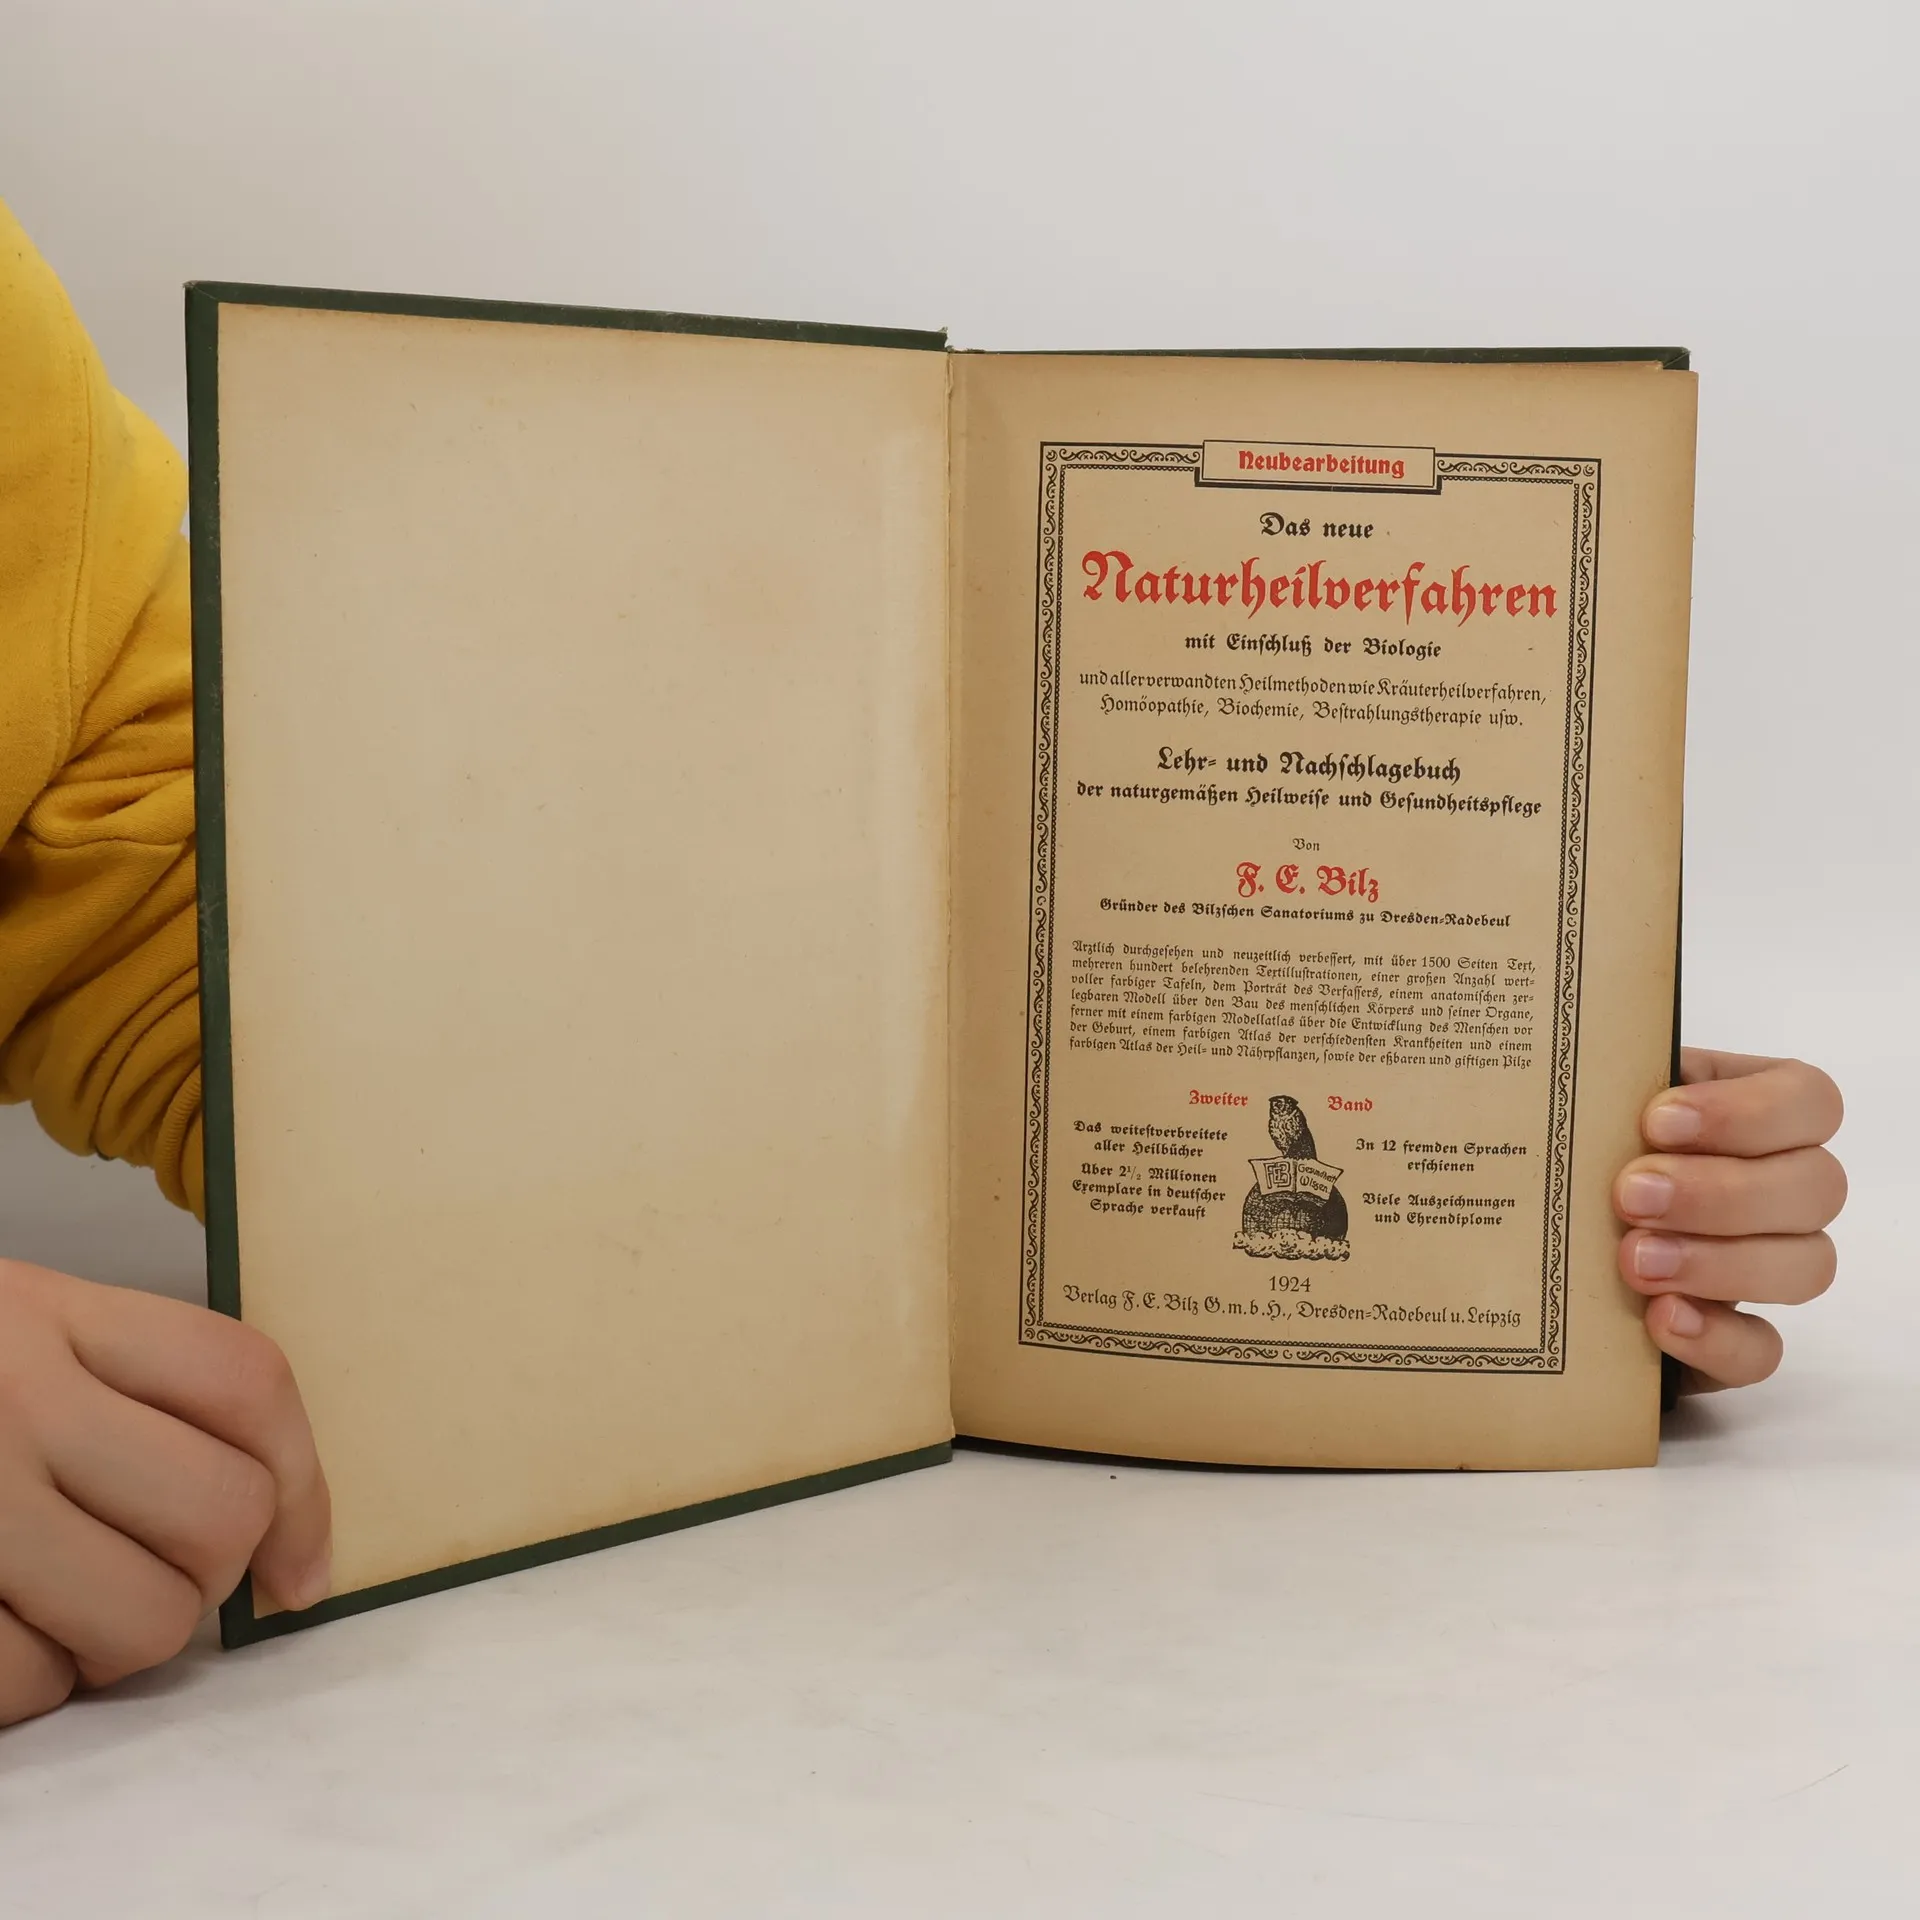 Neubearbeitung
Das neue
Naturheilverfahren
mit Einschluß der Biologie
und aller verwandten Heilmethoden wie Kräuterheilverfahren,
Homöopathie, Biochemie, Bestrahlungstherapie usw.
Lehr- und Nachschlagebuch
der naturgemäßen Heilweise und Gesundheitspflege
Von
F. E. Bilz
Gründer des Bilzschen Sanatoriums zu Dresden-Radebeul
Ärztlich durchgesehen und neuzeitlich verbessert, mit über 1500 Seiten Text,
mehreren hundert belehrenden Textillustrationen, einer großen Anzahl wert-
voller farbiger Tafeln, dem Porträt des Verfassers, einem anatomischen zer-
legbaren Modell über den Bau des menschlichen Körpers und seiner Organe,
ferner mit einem farbigen Modellatlas über die Entwicklung des Menschen vor
der Geburt, einem farbigen Atlas der verschiedensten Krankheiten und einem
farbigen Atlas der Heil- und Nährpflanzen, sowie der eßbaren und giftigen Pilze
Zweiter Band
Das weitestverbreitete
aller Heilbücher
Über 2½ Millionen
Exemplare in deutscher
Sprache verkauft
FEB
Gesundheit
Wissen
In 12 fremden Sprachen
erschienen
Viele Auszeichnungen
und Ehrendiplome
1924
Verlag F. E. Bilz G. m. b. H., Dresden-Radebeul u. Leipzig